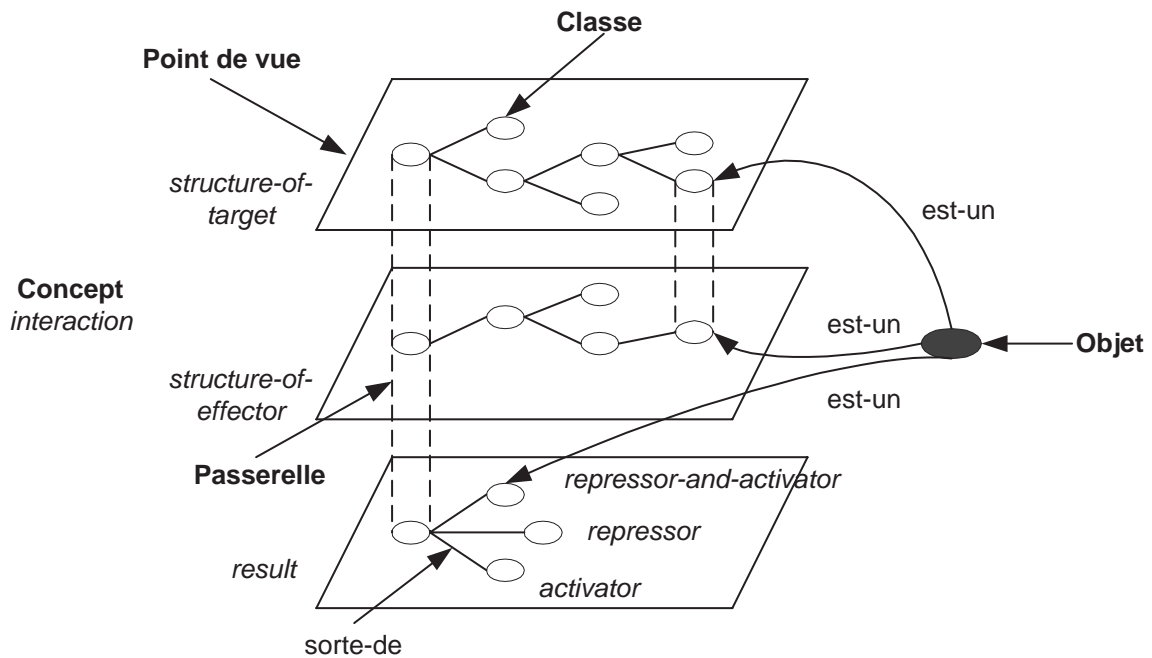 Classe
Point de vue
structure-of-
target
est-un
Concept
interaction
est-un
Objet
structure-of-
effector
est-un
Passerelle
repressor-and-activator
repressor
result
activator
sorte-de